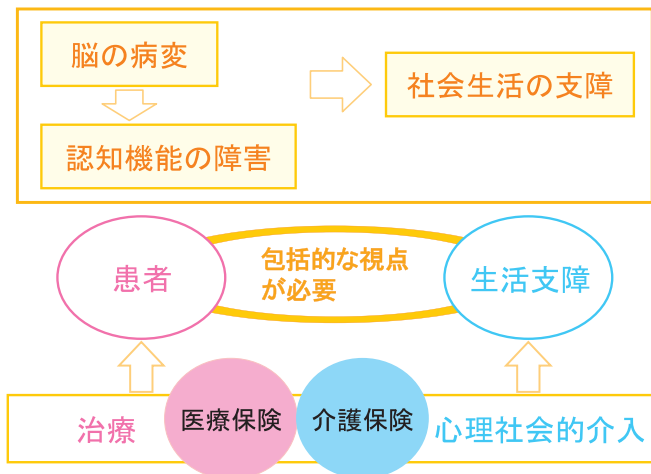 脳の病変
社会生活の支障
認知機能の障害
患者
包括的な視点
が必要
生活支障
治療
医療保険
介護保険
心理社会的介入